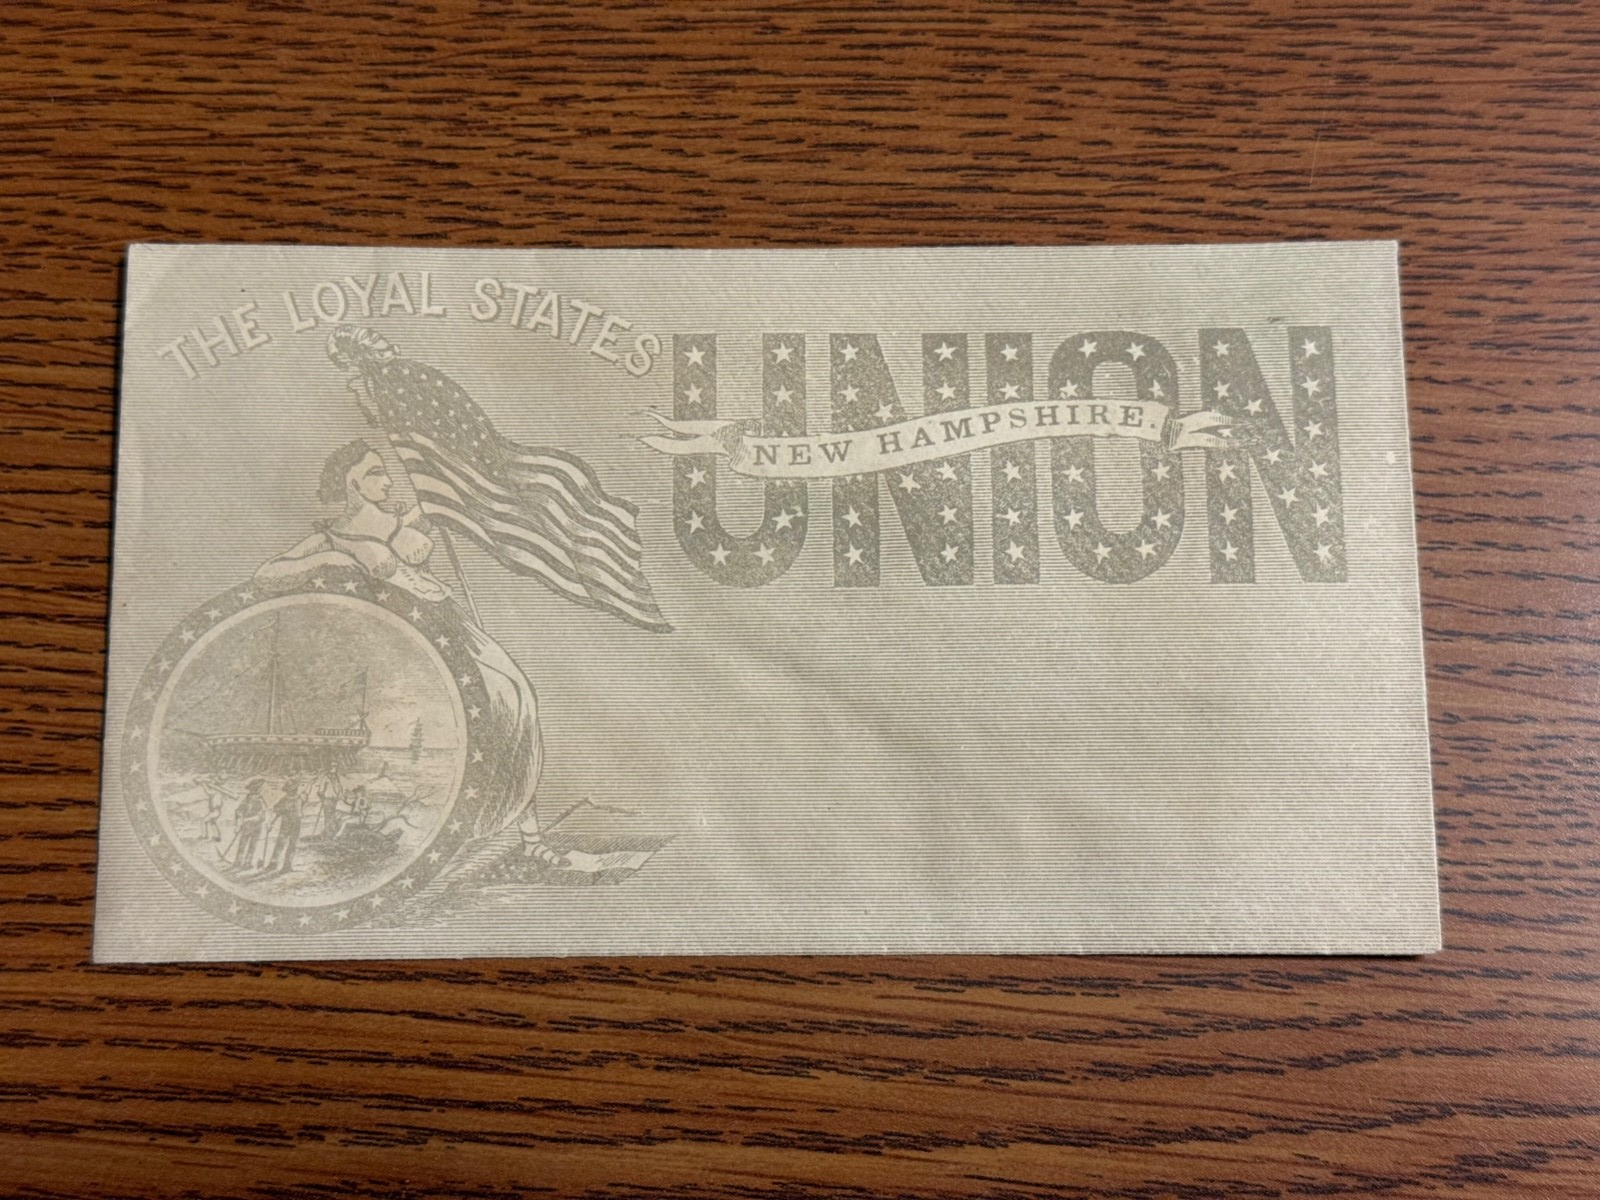 THE LOYAL STATES
UNION
NEW HAMPSHIRE.